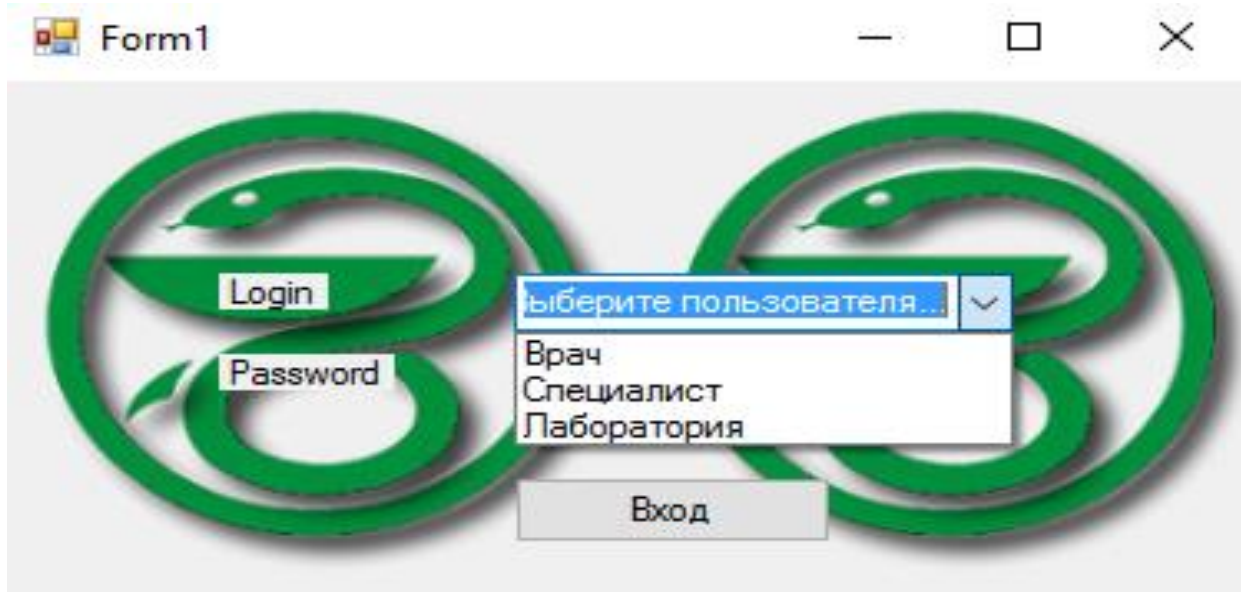 Form1
Login
ыберите пользователя...
Врач
Password
Специалист
Лаборатория
Вход